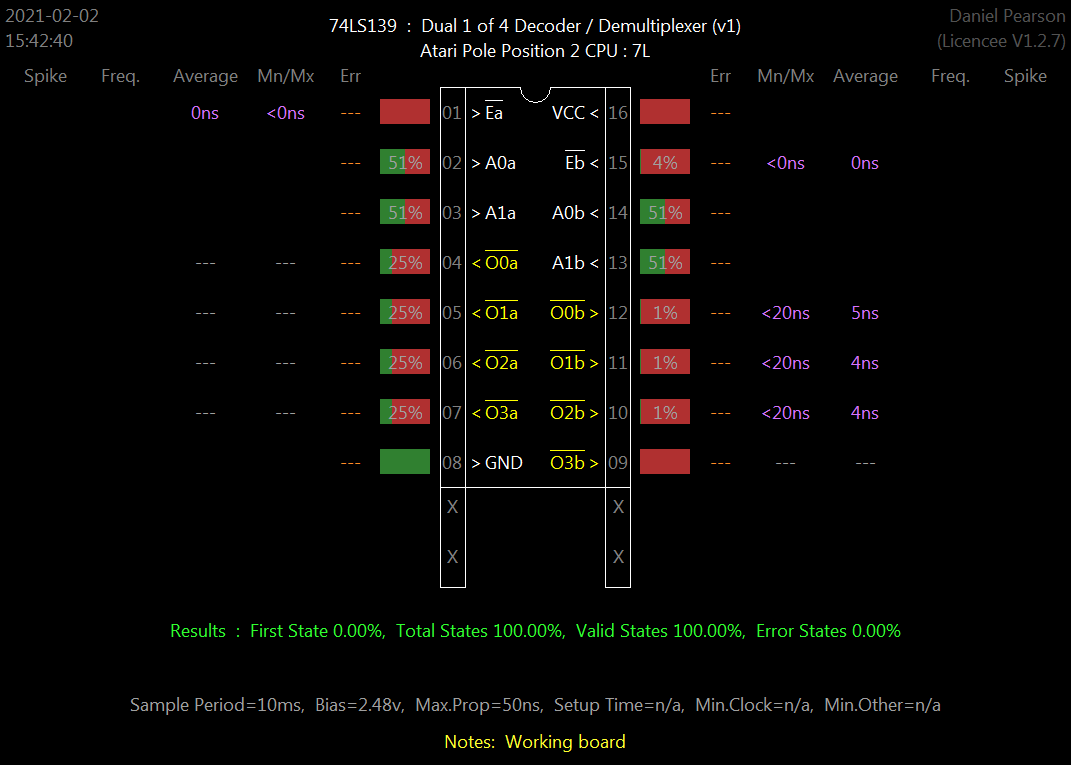 2021-02-02 74LS139 : Dual 1 of 4 Decoder / Demultiplexer (v1) Daniel Pearson
15:42:40 Atari Pole Position 2 CPU : 7L (Licencee V1.2.7)
Spike Freq. Average Mn/Mx Err Err Mn/Mx Average Freq. Spike
0ns <0ns --- 01 > Ea VCC < 16 ---
--- 51% 02 > A0a Eb < 15 4% --- <0ns 0ns
--- 51% 03 > A1a A0b < 14 51% ---
--- --- --- 25% 04 < O0a A1b < 13 51% ---
--- --- --- 25% 05 < O1a O0b > 12 1% --- <20ns 5ns
--- --- --- 25% 06 < O2a O1b > 11 1% --- <20ns 4ns
--- --- --- 25% 07 < O3a O2b > 10 1% --- <20ns 4ns
--- 08 > GND O3b > 09 --- --- ---
X X
X X
Results : First State 0.00%, Total States 100.00%, Valid States 100.00%, Error States 0.00%
Sample Period=10ms, Bias=2.48v, Max.Prop=50ns, Setup Time=n/a, Min.Clock=n/a, Min.Other=n/a
Notes: Working board